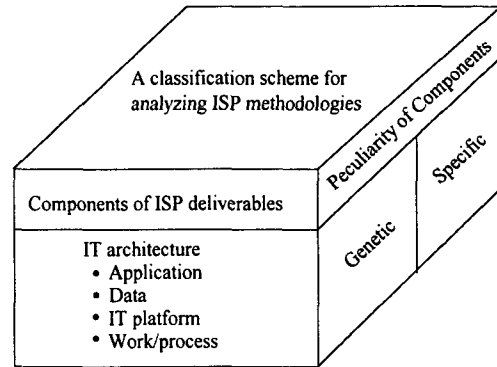 A classification scheme for
analyzing ISP methodologies
Peculiarity of Components
Components of ISP deliverables
Genetic
Specific
IT architecture
• Application
• Data
• IT platform
• Work/process